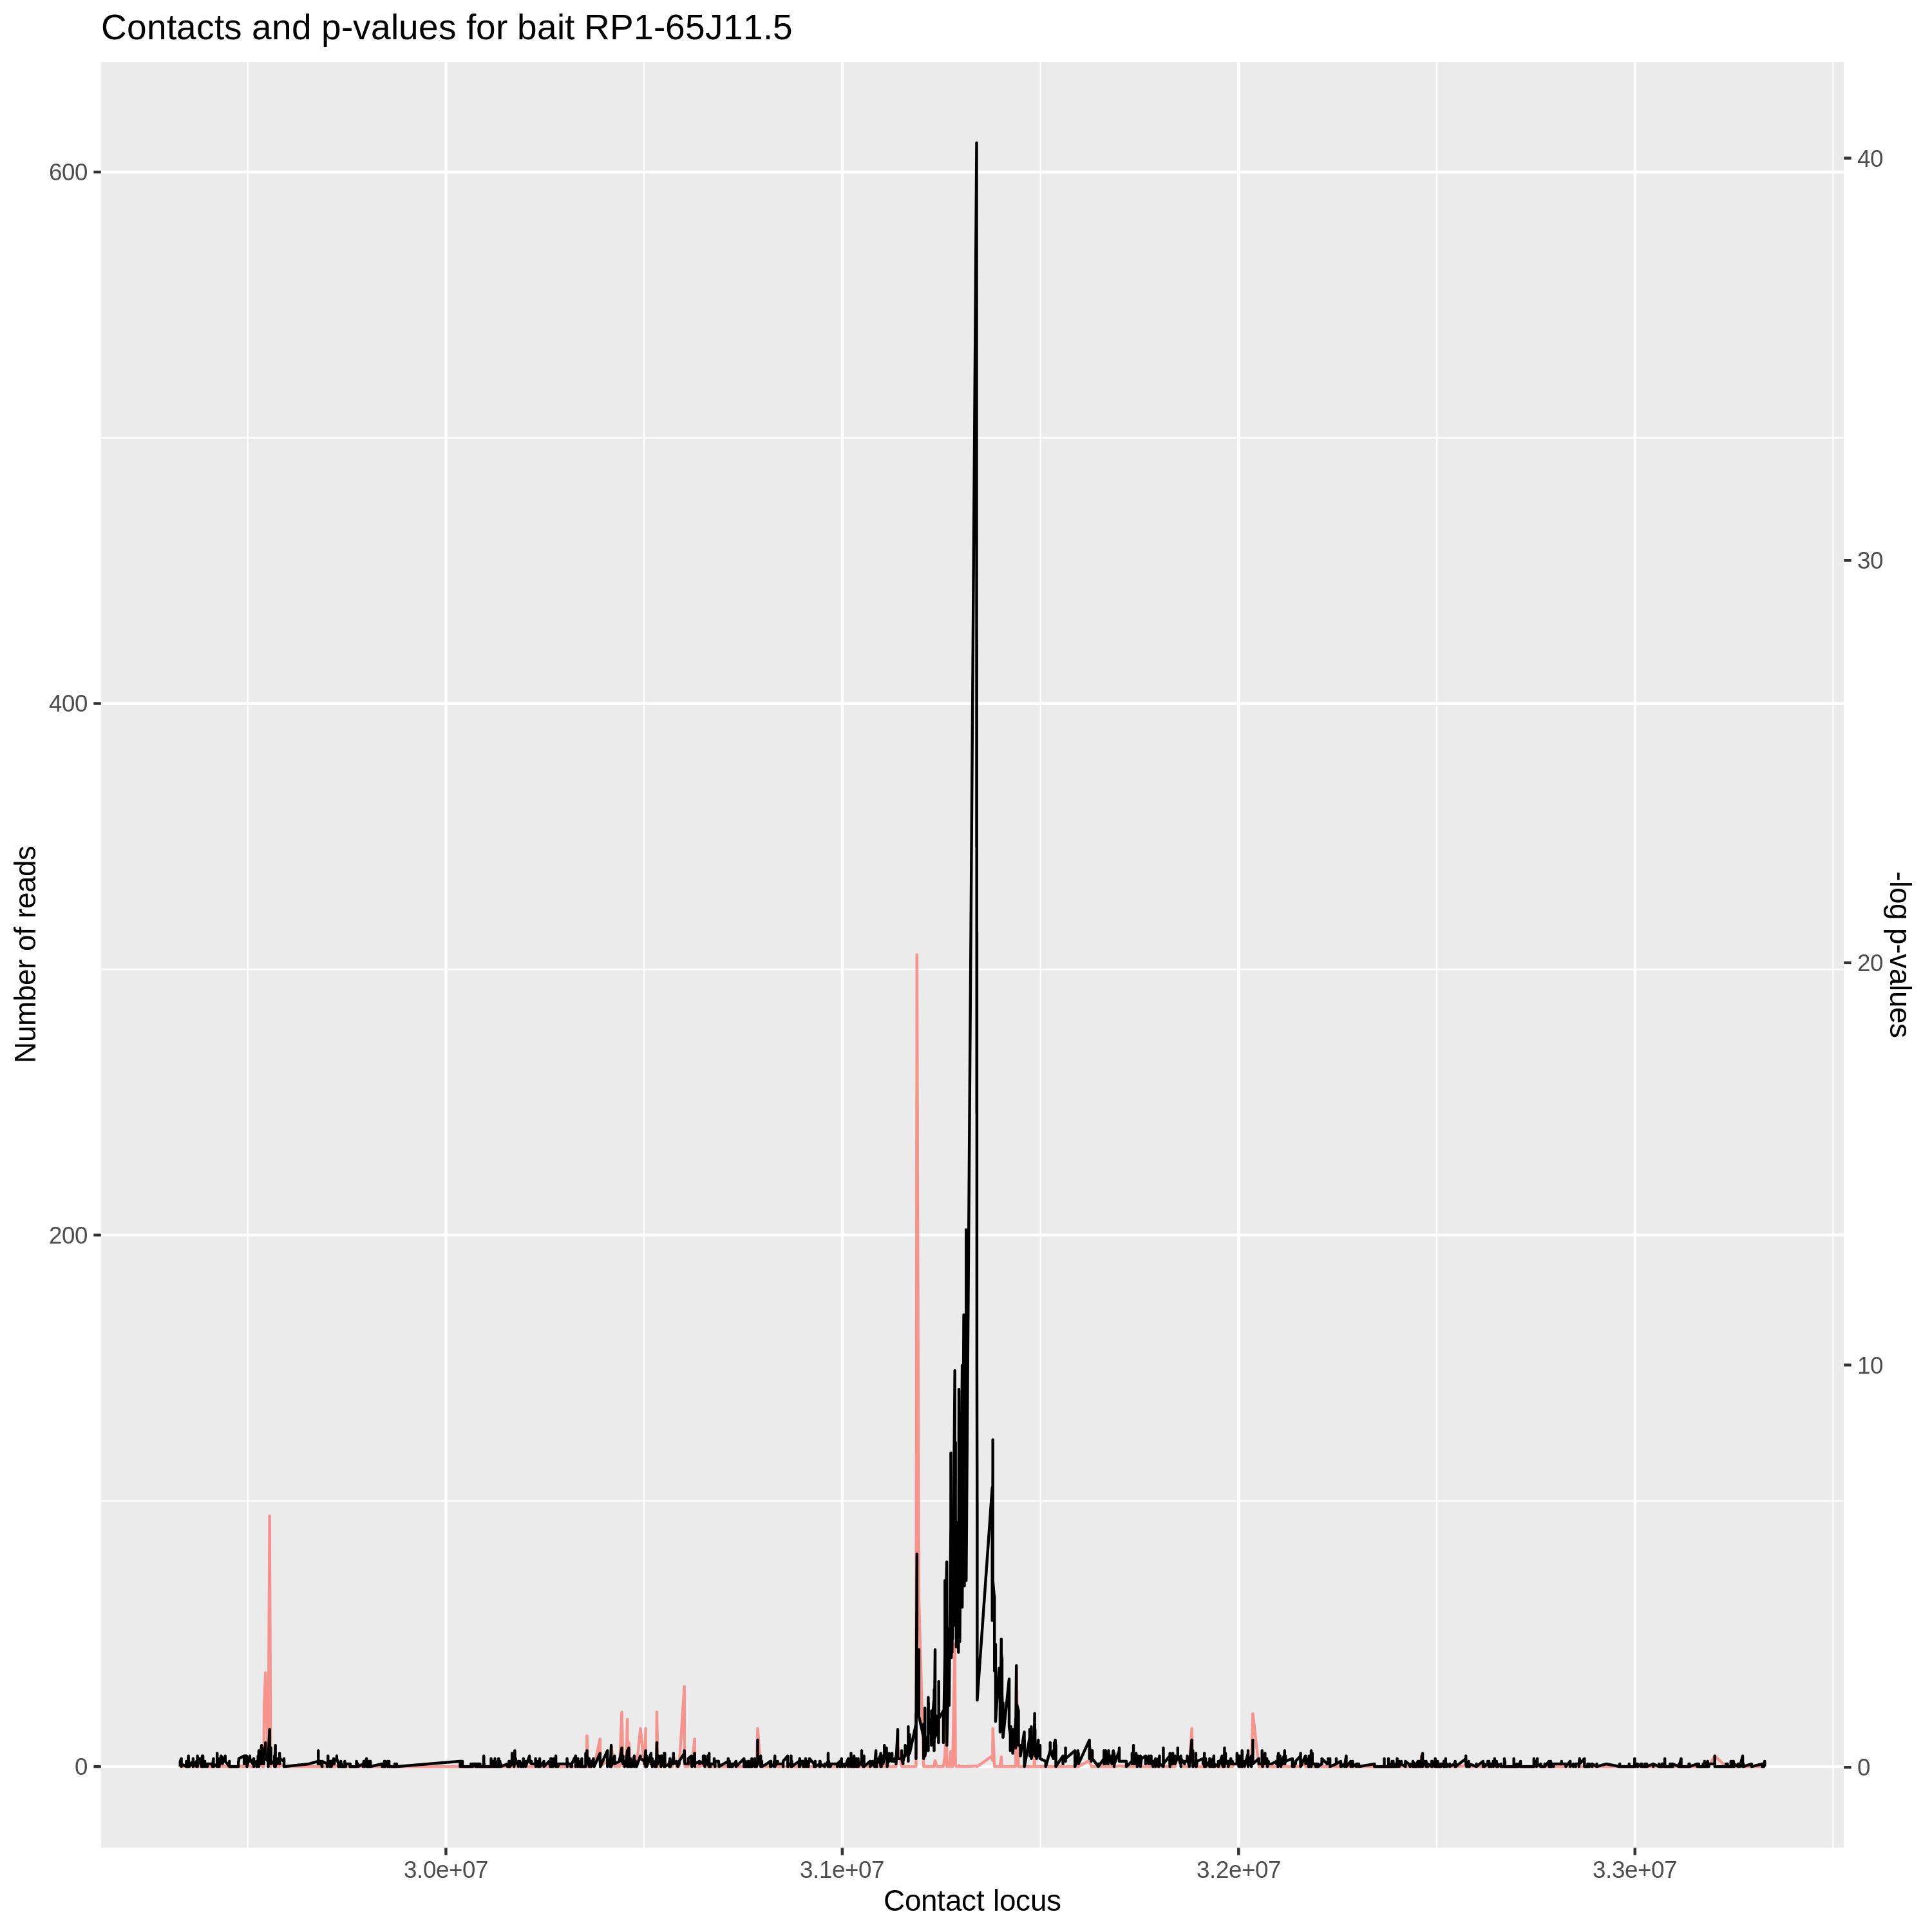 Contacts and p-values for bait RP1-65J11.5
600
400
200
0
Number of reads
40
30
20
10
0
-log p-values
3.0e+07
3.1e+07
3.2e+07
3.3e+07
Contact locus